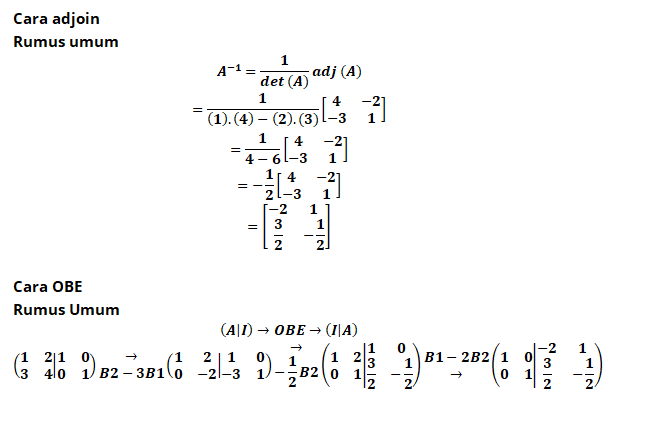 Cara adjoin
Rumus umum
A⁻¹ = 1/det (A) adj (A)
= 1/((1).(4) − (2).(3)) [4 −2; −3 1]
= 1/(4 − 6) [4 −2; −3 1]
= −1/2 [4 −2; −3 1]
= [−2 1; 3/2 −1/2]
Cara OBE
Rumus Umum
(A|I) → OBE → (I|A)
(1 2|1 0; 3 4|0 1) → B2 − 3B1 (1 2|1 0; 0 −2|−3 1) → −1/2 B2 (1 2|1 0; 0 1|3/2 −1/2) B1 − 2B2 → (1 0|−2 1; 0 1|3/2 −1/2)